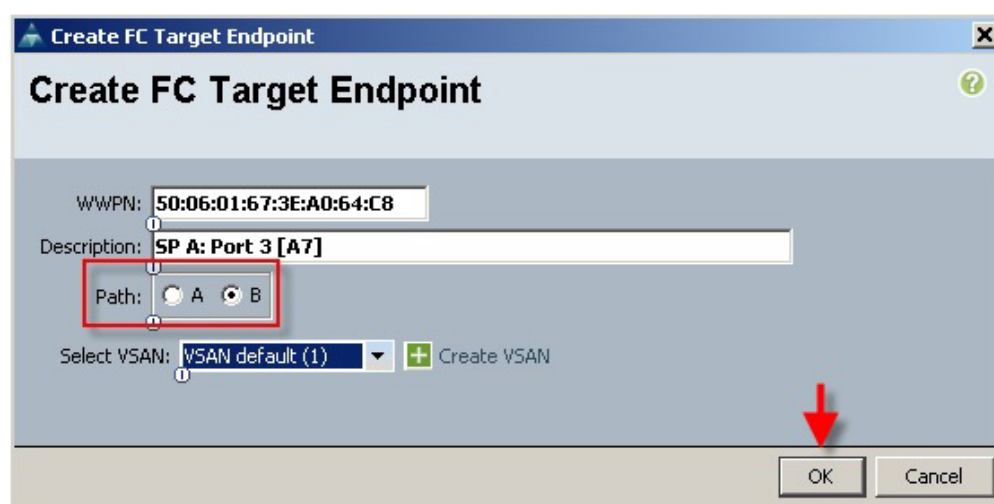 Create FC Target Endpoint
Create FC Target Endpoint
WWPN: 50:06:01:67:3E:A0:64:C8
Description: SP A: Port 3 [A7]
Path: A B
Select VSAN: VSAN default (1) Create VSAN
OK Cancel